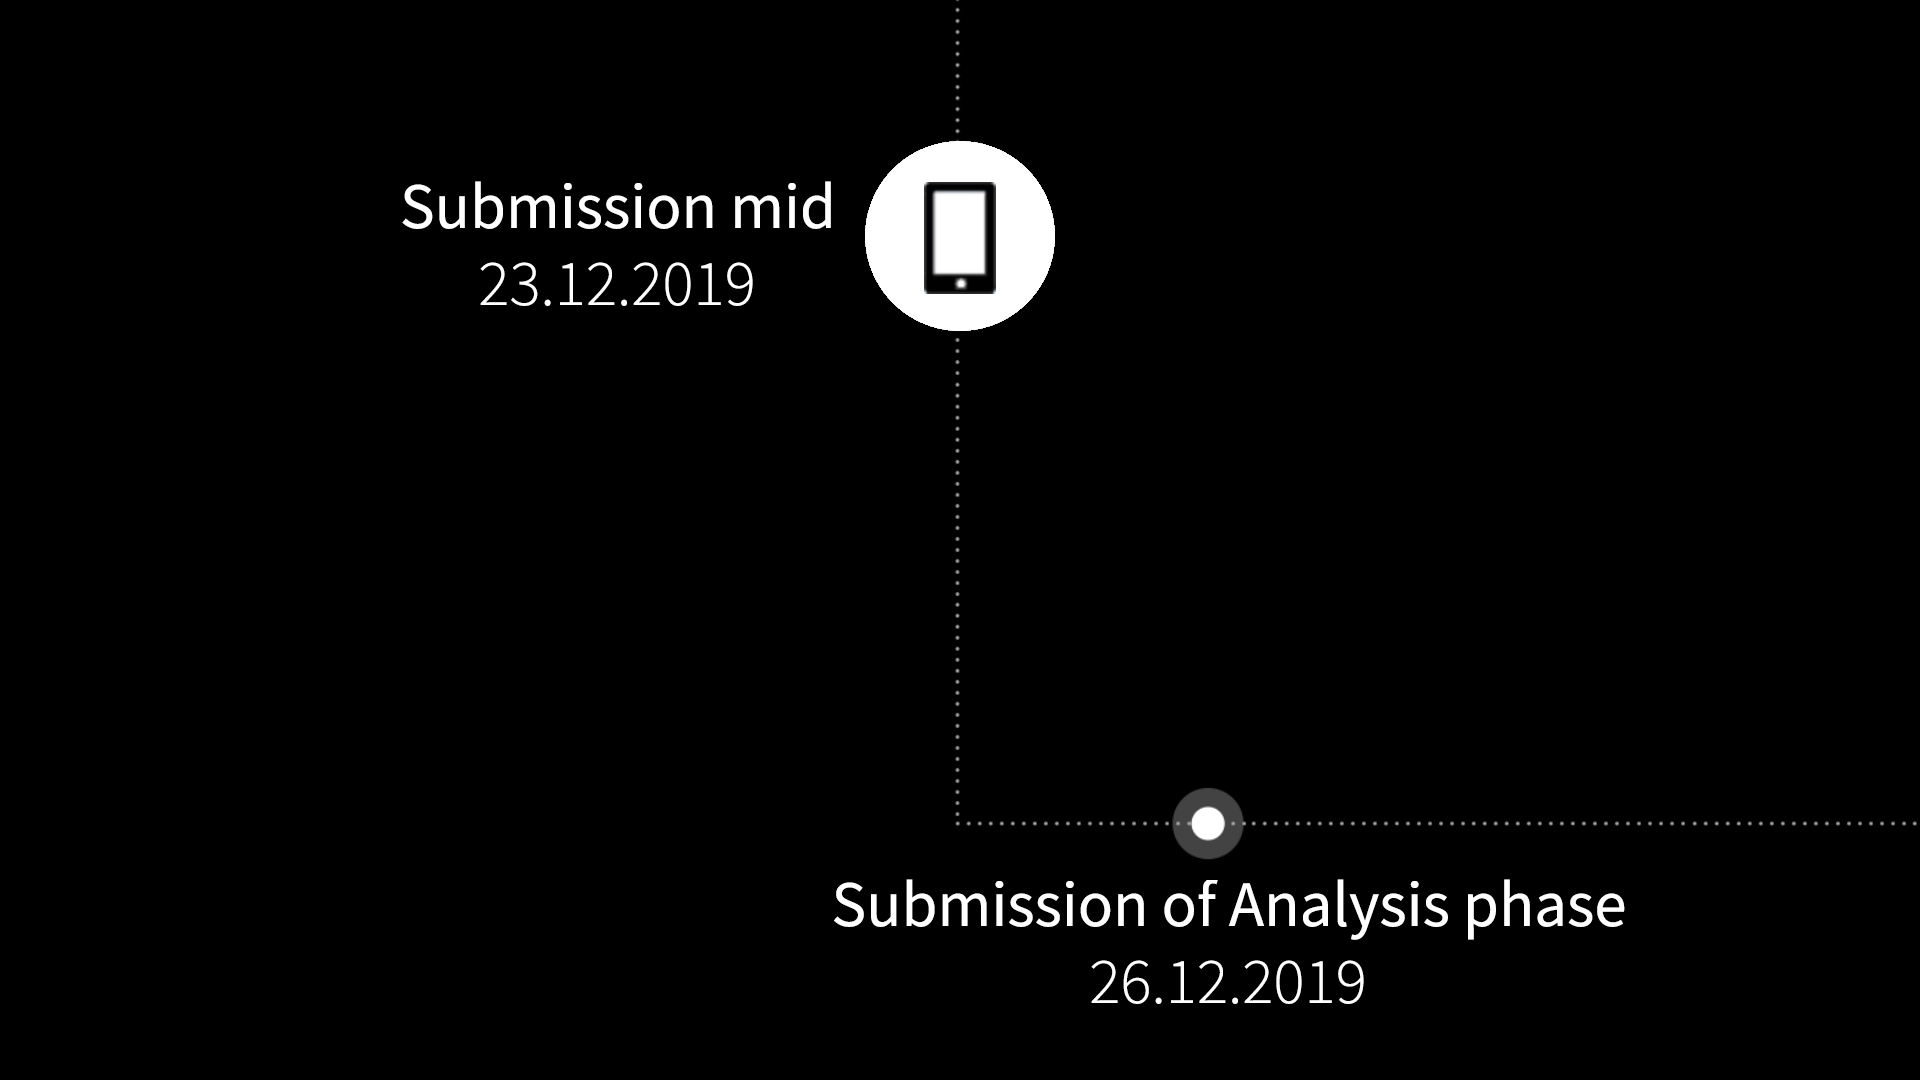 Submission mid
23.12.2019
Submission of Analysis phase
26.12.2019